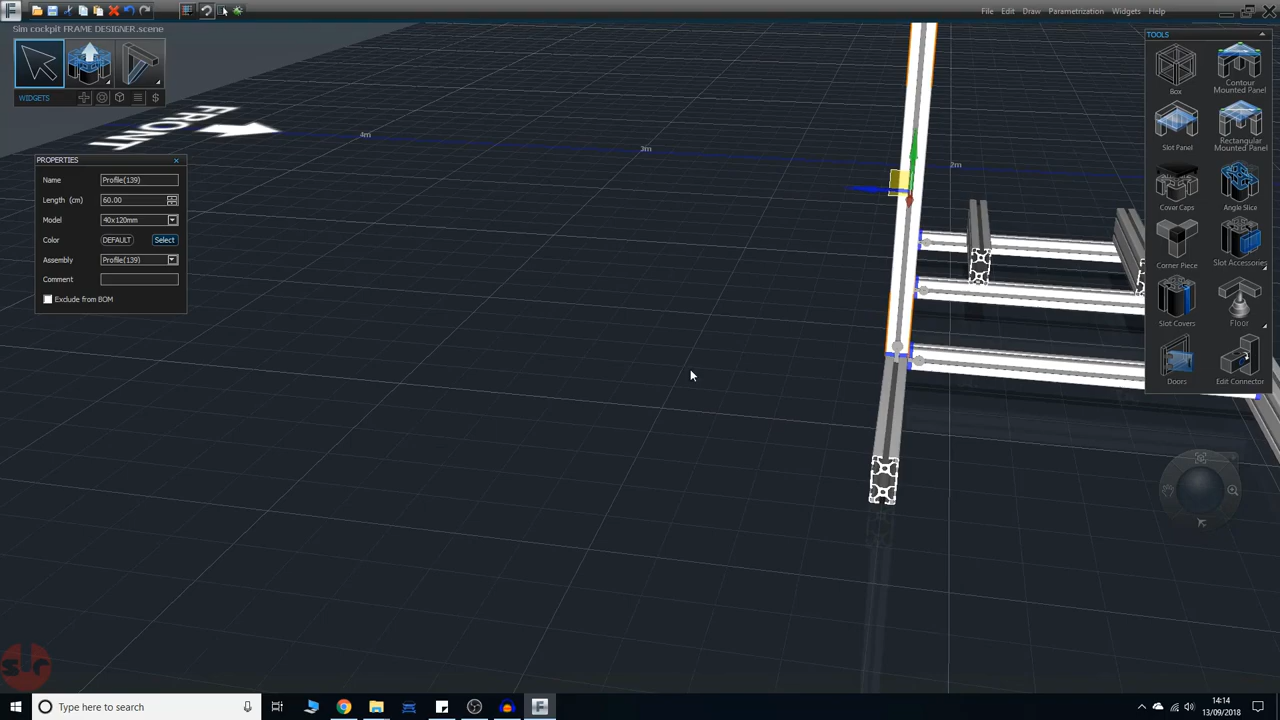 File Edit Draw Parametrization Widgets Help
Sim cockpit FRAME DESIGNER.scene
WIDGETS
TOOLS
Box
Contour Mounted Panel
Slot Panel
Rectangular Mounted Panel
Cover Caps
Angle Slice
Corner Piece
Slot Accessories
Slot Covers
Floor
Doors
Edit Connector
FRONT
4m
3m
2m
PROPERTIES
Name Profile(139)
Length (cm) 60.00
Model 40x120mm
Color DEFAULT Select
Assembly Profile(139)
Comment
Exclude from BOM
Type here to search
14:14
13/09/2018